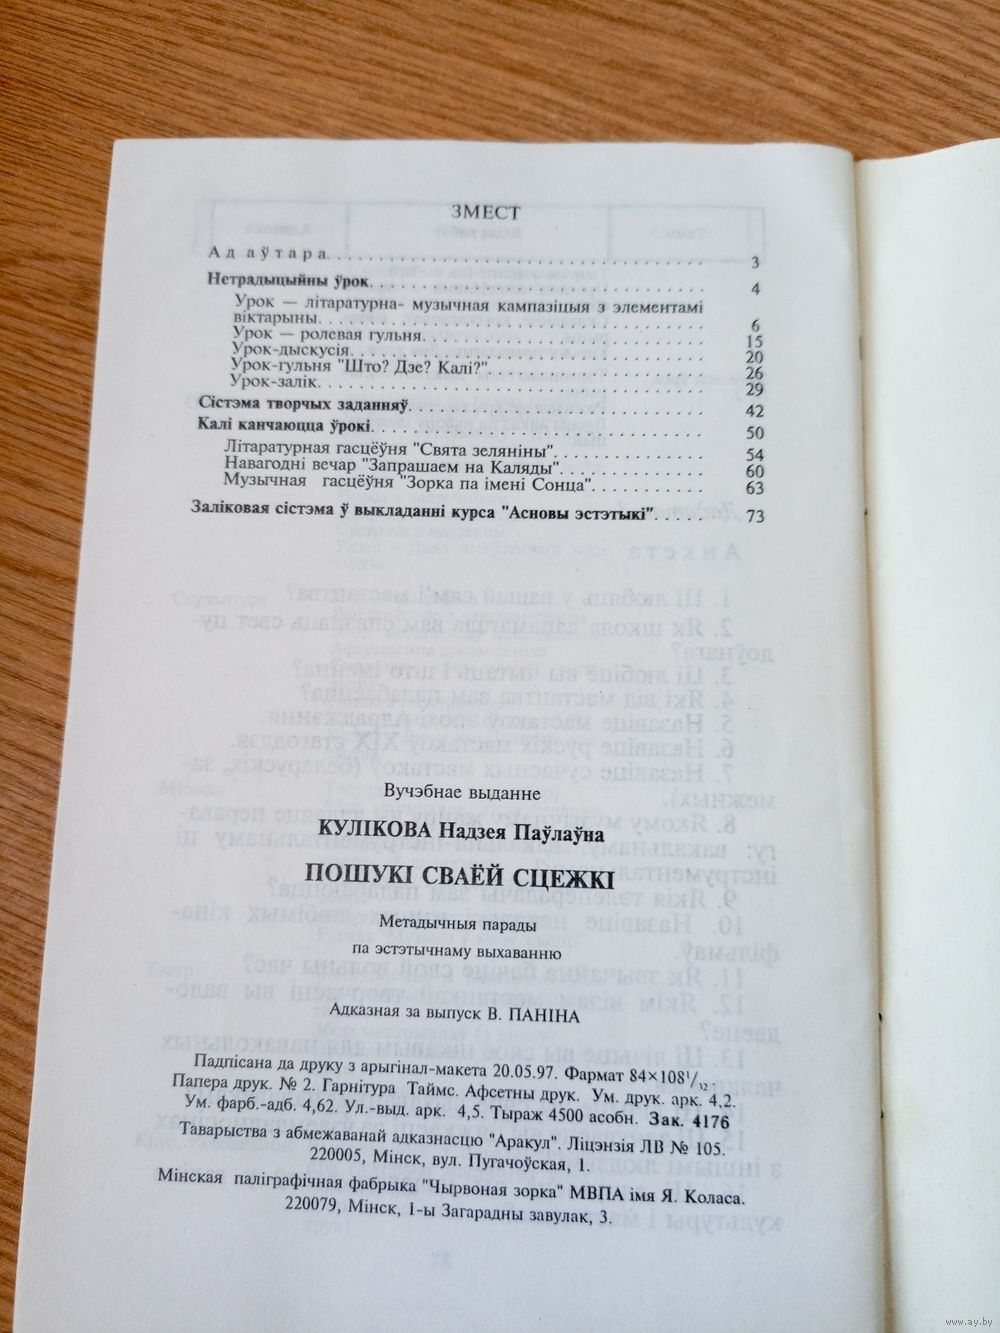 ЗМЕСТ
Ад аўтара. . . . . . . . . . . . . . . . . . . . . . . . . . . . . 3
Нетрадыцыйны ўрок. . . . . . . . . . . . . . . . . . . . . . . . . 4
Урок — літаратурна- музычная кампазіцыя з элементамі
віктарыны. . . . . . . . . . . . . . . . . . . . . . . . . . . . . 6
Урок — ролевая гульня. . . . . . . . . . . . . . . . . . . . . . . 15
Урок-дыскусія. . . . . . . . . . . . . . . . . . . . . . . . . . . 20
Урок-гульня "Што? Дзе? Калі?". . . . . . . . . . . . . . . . . . . 26
Урок-залік. . . . . . . . . . . . . . . . . . . . . . . . . . . . 29
Сістэма творчых заданняў. . . . . . . . . . . . . . . . . . . . . 42
Калі канчаюцца ўрокі. . . . . . . . . . . . . . . . . . . . . . . 50
Літаратурная гасцёўня "Свята зеляніны". . . . . . . . . . . . 54
Навагодні вечар "Запрашаем на Каляды". . . . . . . . . . . . 60
Музычная гасцёўня "Зорка па імені Сонца". . . . . . . . . . 63
Заліковая сістэма ў выкладанні курса "Асновы эстэтыкі". . . . . 73
Вучэбнае выданне
КУЛІКОВА Надзея Паўлаўна
ПОШУКІ СВАЁЙ СЦЕЖКІ
Метадычныя парады
па эстэтычнаму выхаванню
Адказная за выпуск В. ПАНІНА
Падпісана да друку з арыгінал-макета 20.05.97. Фармат 84×108¹/₃₂.
Папера друк. № 2. Гарнітура Таймс. Афсетны друк. Ум. друк. арк. 4,2.
Ум. фарб.-адб. 4,62. Ул.-выд. арк. 4,5. Тыраж 4500 асобн. Зак. 4176
Таварыства з абмежаванай адказнасцю "Аракул". Ліцэнзія ЛВ № 105.
220005, Мінск, вул. Пугачоўская, 1.
Мінская паліграфічная фабрыка "Чырвоная зорка" МВПА імя Я. Коласа.
220079, Мінск, 1-ы Загарадны завулак, 3.
www.ay.by